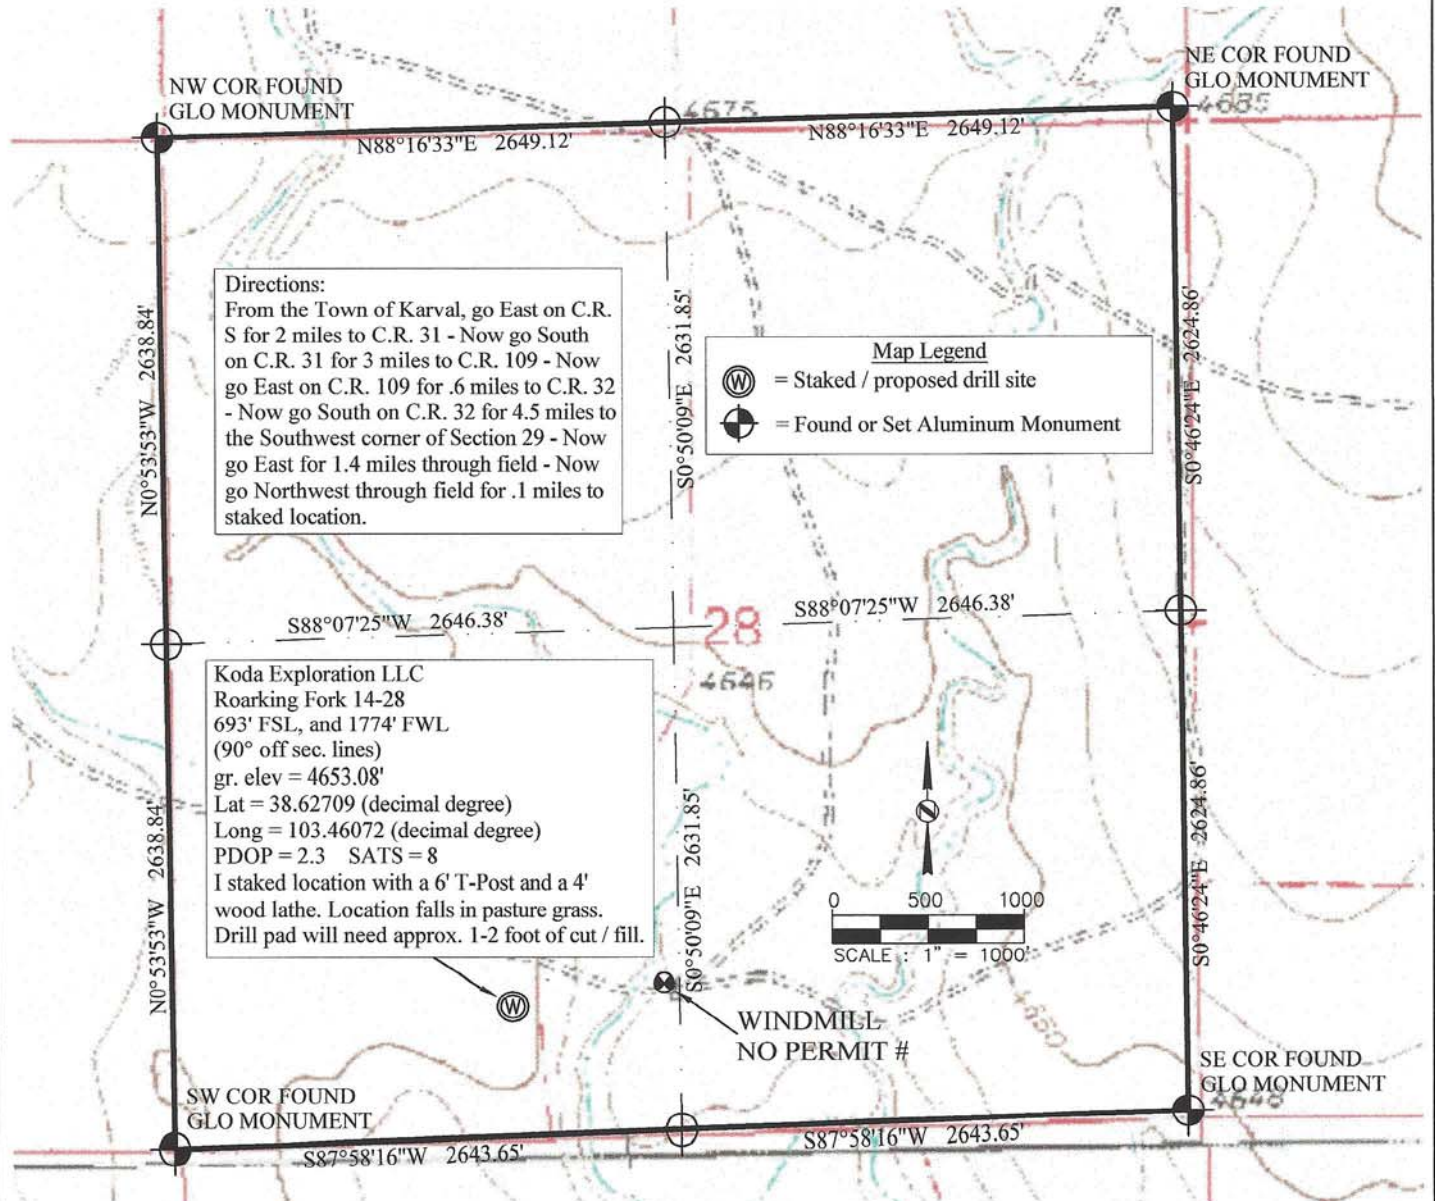 NW COR FOUND
GLO MONUMENT
NE COR FOUND
GLO MONUMENT
4675
4685
N88°16'33"E 2649.12'
N88°16'33"E 2649.12'
N0°53'53"W 2638.84'
Directions:
From the Town of Karval, go East on C.R.
S for 2 miles to C.R. 31 - Now go South
on C.R. 31 for 3 miles to C.R. 109 - Now
go East on C.R. 109 for .6 miles to C.R. 32
- Now go South on C.R. 32 for 4.5 miles to
the Southwest corner of Section 29 - Now
go East for 1.4 miles through field - Now
go Northwest through field for .1 miles to
staked location.
S0°50'09"E 2631.85'
Map Legend
W = Staked / proposed drill site
= Found or Set Aluminum Monument
S0°46'24"E 2624.86'
S88°07'25"W 2646.38'
28
S88°07'25"W 2646.38'
4646
N0°53'53"W 2638.84'
Koda Exploration LLC
Roarking Fork 14-28
693' FSL, and 1774' FWL
(90° off sec. lines)
gr. elev = 4653.08'
Lat = 38.62709 (decimal degree)
Long = 103.46072 (decimal degree)
PDOP = 2.3 SATS = 8
I staked location with a 6' T-Post and a 4'
wood lathe. Location falls in pasture grass.
Drill pad will need approx. 1-2 foot of cut / fill.
S0°50'09"E 2631.85'
0 500 1000
SCALE : 1" = 1000'
S0°46'24"E 2624.86'
W
WINDMILL
NO PERMIT #
4650
SE COR FOUND
GLO MONUMENT
4648
SW COR FOUND
GLO MONUMENT
S87°58'16"W 2643.65'
S87°58'16"W 2643.65'